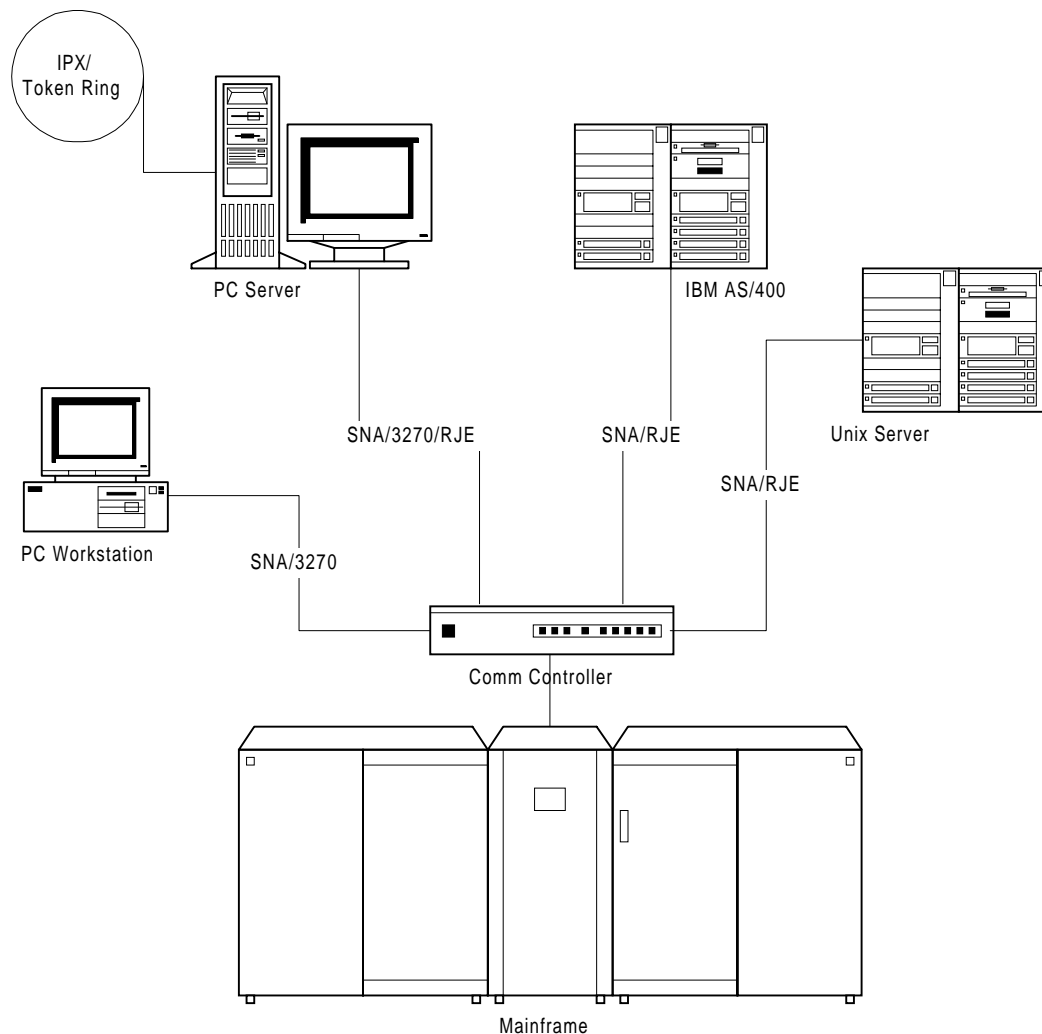 IPX/
Token Ring
PC Server
IBM AS/400
Unix Server
SNA/3270/RJE
SNA/RJE
SNA/RJE
PC Workstation
SNA/3270
Comm Controller
Mainframe